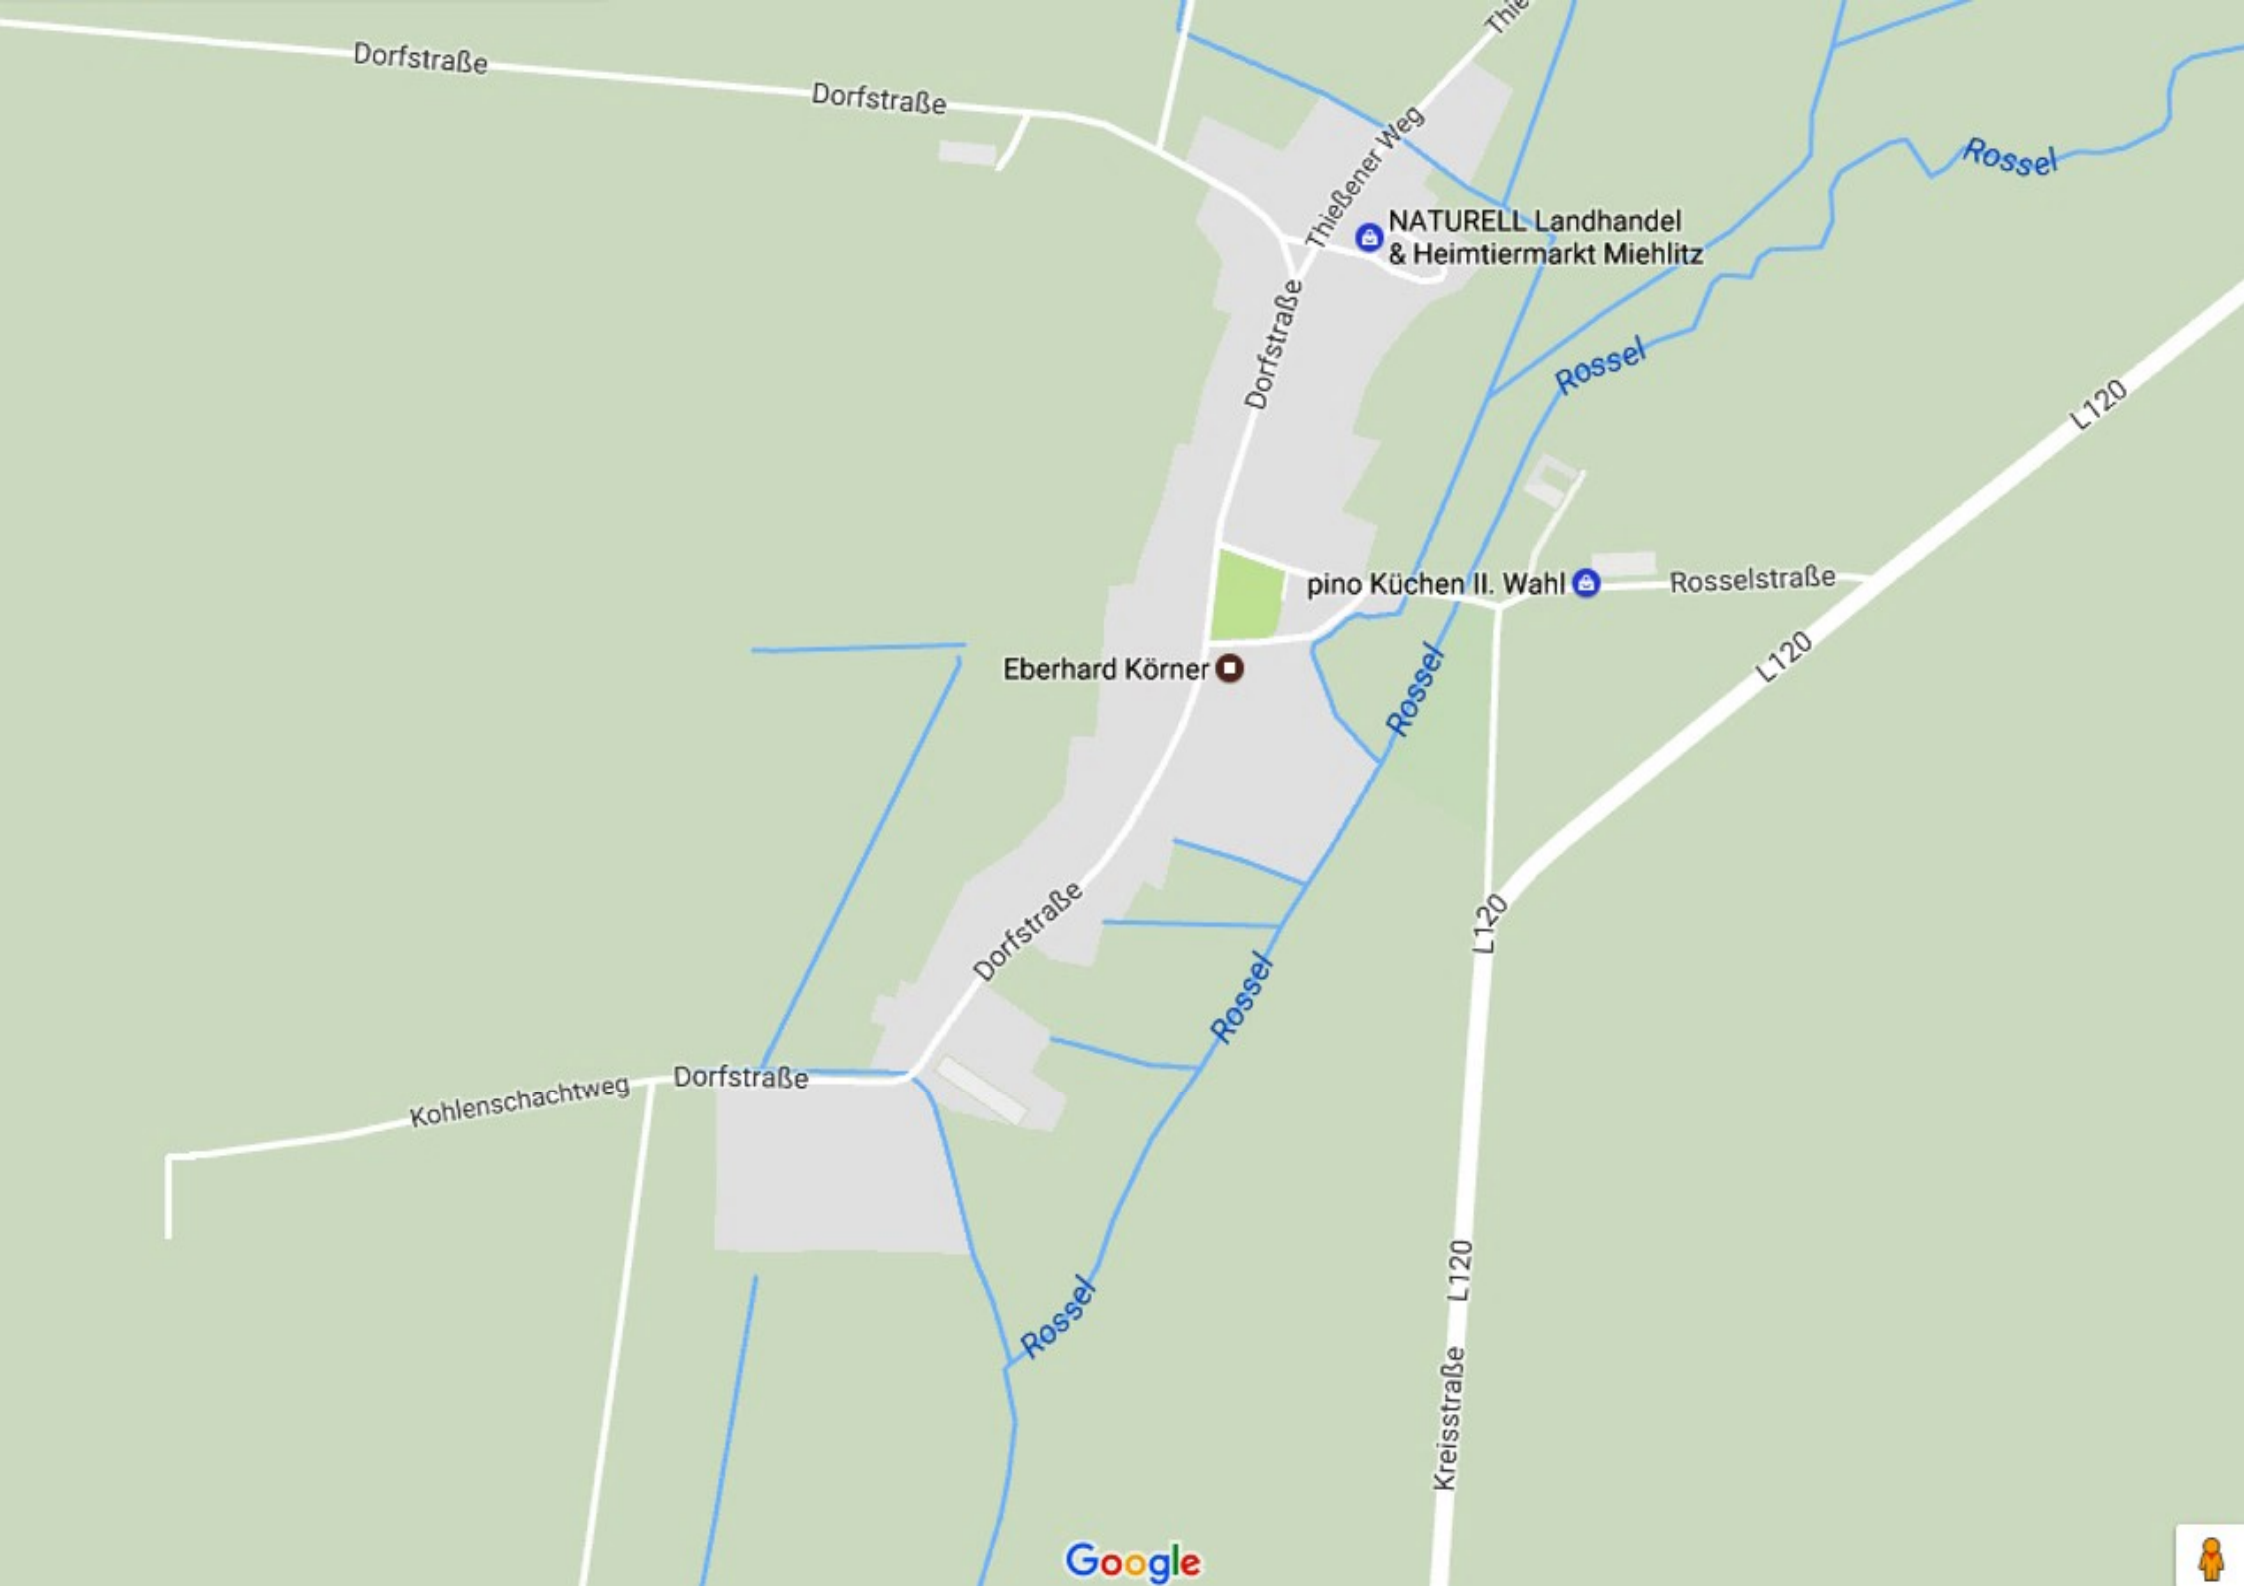 Thie
Dorfstraße
Dorfstraße
Thießener Weg
Rossel
NATURELL Landhandel
& Heimtiermarkt Miehlitz
Dorfstraße
Rossel
L120
pino Küchen II. Wahl
Rosselstraße
L120
Eberhard Körner
Rossel
Dorfstraße
L120
Rossel
Dorfstraße
Kohlenschachtweg
L120
Rossel
Kreisstraße
Google